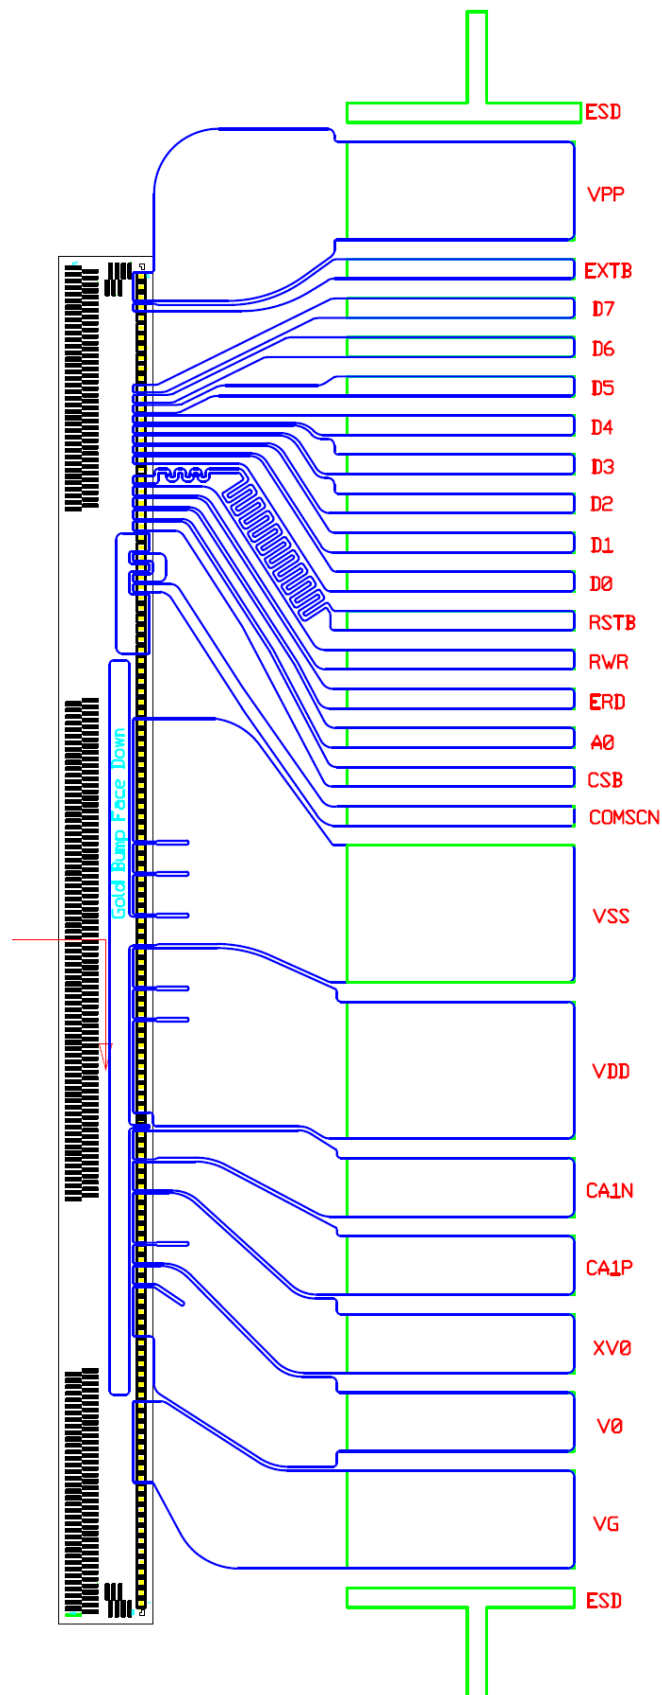 ESD
VPP
EXTB
D7
D6
D5
D4
D3
D2
D1
D0
RSTB
RWR
ERD
A0
CSB
COMSCN
Gold Bump Face Down
VSS
VDD
CA1N
CA1P
XV0
V0
VG
ESD